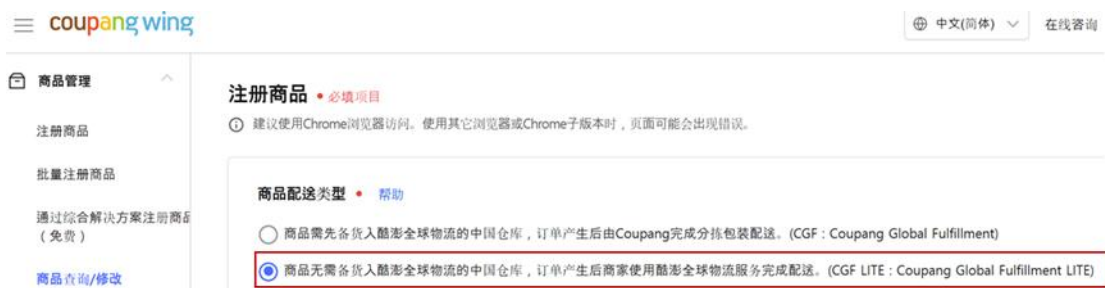 coupang wing
中文(简体)
在线咨询
商品管理
注册商品
批量注册商品
通过综合解决方案注册商品
(免费)
商品查询/修改
注册商品 • 必填项目
建议使用Chrome浏览器访问。使用其它浏览器或Chrome子版本时，页面可能会出现错误。
商品配送类型 • 帮助
商品需先备货入酷澎全球物流的中国仓库，订单产生后由Coupang完成分拣包装配送。(CGF : Coupang Global Fulfillment)
商品无需备货入酷澎全球物流的中国仓库，订单产生后商家使用酷澎全球物流服务完成配送。(CGF LITE : Coupang Global Fulfillment LITE)